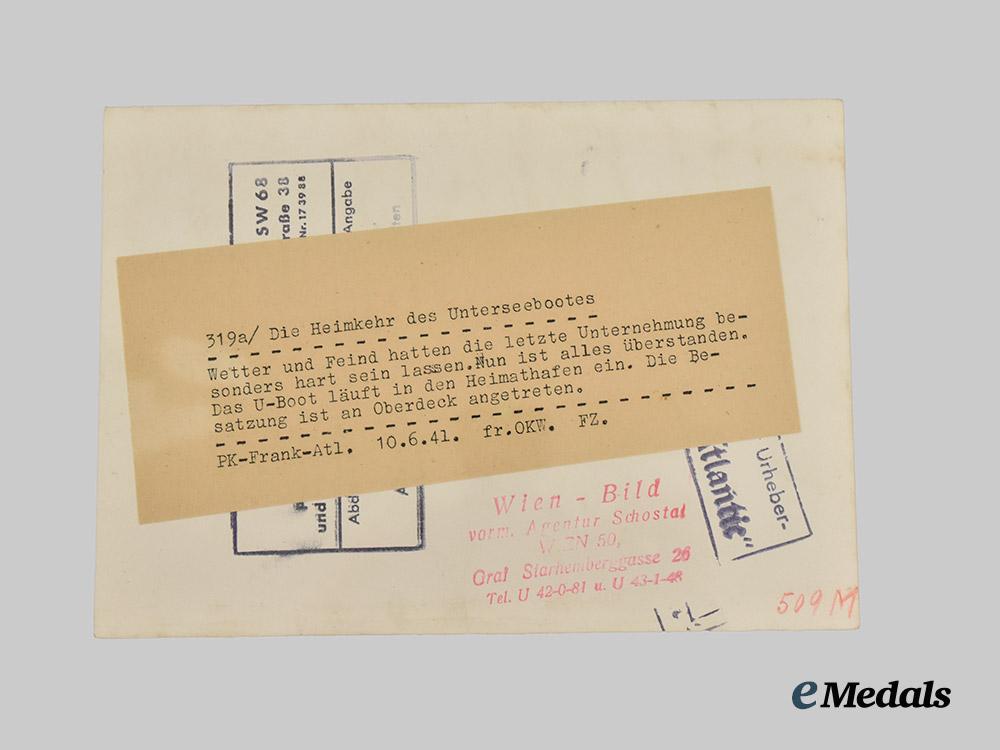 SW 68
raße 38
Nr. 17 39 88
Angabe
ten
319a/ Die Heimkehr des Unterseebootes
Wetter und Feind hatten die letzte Unternehmung be-
sonders hart sein lassen.Nun ist alles überstanden.
Das U-Boot läuft in den Heimathafen ein. Die Be-
satzung ist an Oberdeck angetreten.
PK-Frank-Atl. 10.6.41. fr.OKW. FZ.
und
Abd
A
Urheber-
tlantic"
Wien - Bild
vorm. Agentur Schostal
WIEN 50,
Graf Starhemberggasse 26
Tel. U 42-0-81 u. U 43-1-48
509 M
eMedals